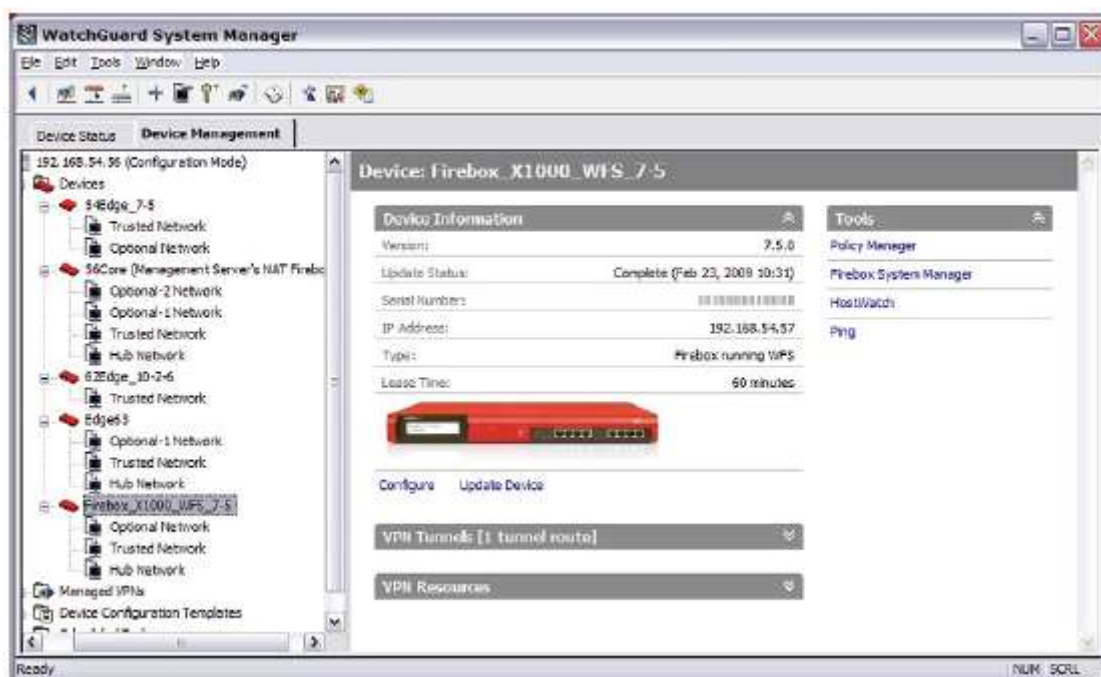 WatchGuard System Manager
File Edit Tools Window Help
Device Status Device Management
192.168.54.56 (Configuration Mode)
Devices
54Edge_7-5
Trusted Network
Optional Network
56Core (Management Server's NAT Firebo
Optional-2 Network
Optional-1 Network
Trusted Network
Hub Network
62Edge_10-2-6
Trusted Network
Edge63
Optional-1 Network
Trusted Network
Hub Network
Firebox_X1000_WFS_7-5
Optional Network
Trusted Network
Hub Network
Managed VPNs
Device Configuration Templates
Device: Firebox_X1000_WFS_7-5
Device Information
Version: 7.5.0
Update Status: Complete (Feb 23, 2009 10:31)
Serial Number:
IP Address: 192.168.54.57
Type: Firebox running WFS
Lease Time: 60 minutes
Configure Update Device
VPN Tunnels [1 tunnel route]
VPN Resources
Tools
Policy Manager
Firebox System Manager
HostWatch
Ping
Ready NUM SCRL